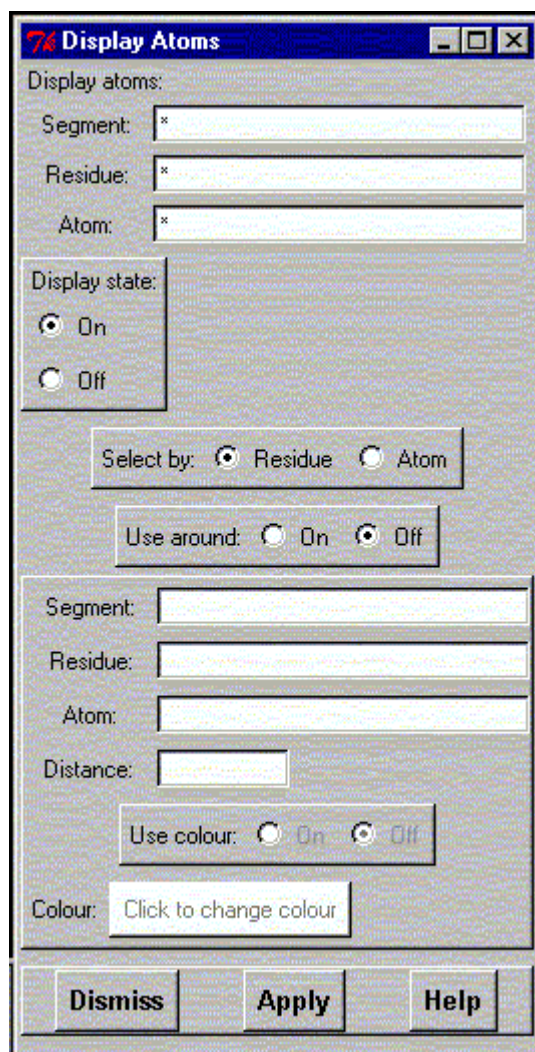 Display Atoms
Display atoms:
Segment: *
Residue: *
Atom: *
Display state:
On
Off
Select by: Residue Atom
Use around: On Off
Segment:
Residue:
Atom:
Distance:
Use colour: On Off
Colour: Click to change colour
Dismiss Apply Help